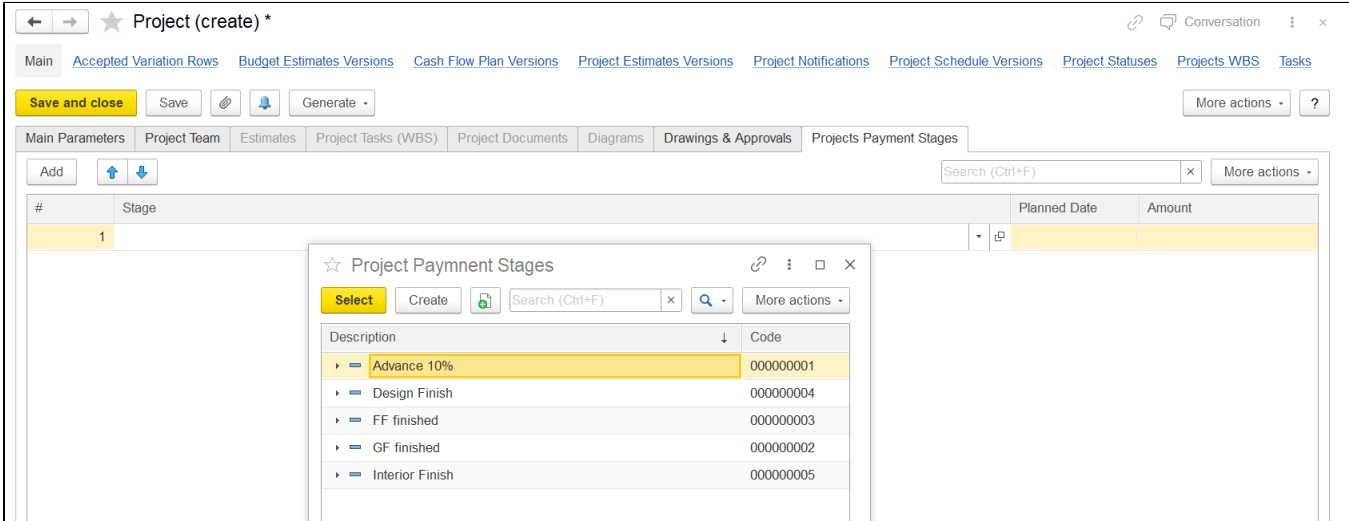 Project (create) * Conversation
Main Accepted Variation Rows Budget Estimates Versions Cash Flow Plan Versions Project Estimates Versions Project Notifications Project Schedule Versions Project Statuses Projects WBS Tasks
Save and close Save Generate More actions ?
Main Parameters Project Team Estimates Project Tasks (WBS) Project Documents Diagrams Drawings & Approvals Projects Payment Stages
Add Search (Ctrl+F) × More actions
# Stage Planned Date Amount
1
Project Paymnent Stages
Select Create Search (Ctrl+F) × More actions
Description ↓ Code
Advance 10% 000000001
Design Finish 000000004
FF finished 000000003
GF finished 000000002
Interior Finish 000000005